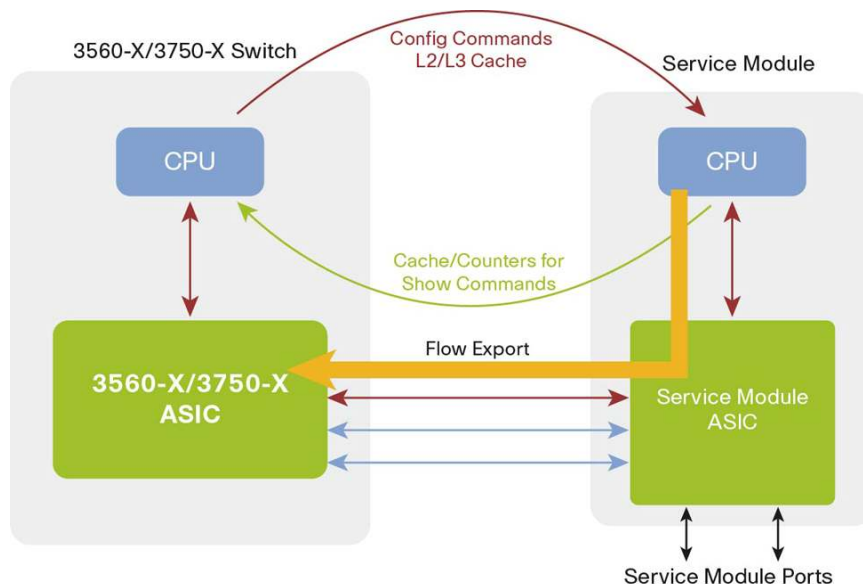 3560-X/3750-X Switch
Config Commands
L2/L3 Cache
Service Module
CPU
CPU
Cache/Counters for
Show Commands
Flow Export
3560-X/3750-X
ASIC
Service Module
ASIC
Service Module Ports